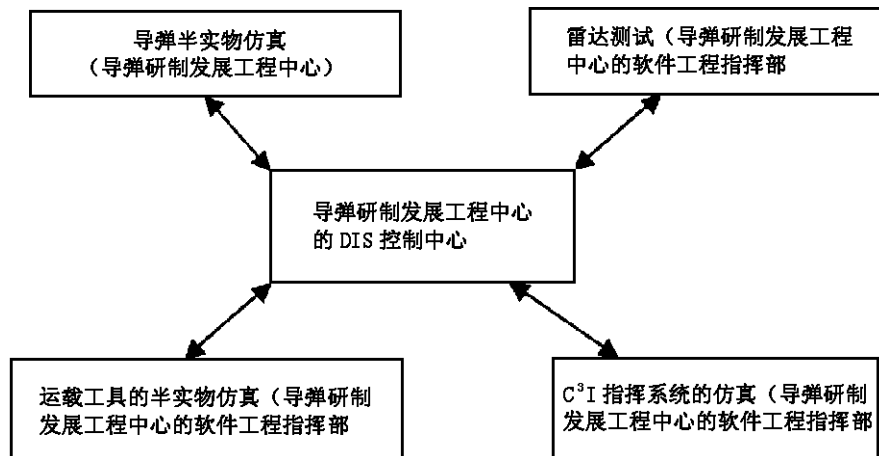 导弹半实物仿真
（导弹研制发展工程中心）
雷达测试（导弹研制发展工程
中心的软件工程指挥部
导弹研制发展工程中心
的 DIS 控制中心
运载工具的半实物仿真（导弹研制
发展工程中心的软件工程指挥部
C³I 指挥系统的仿真（导弹研制
发展工程中心的软件工程指挥部